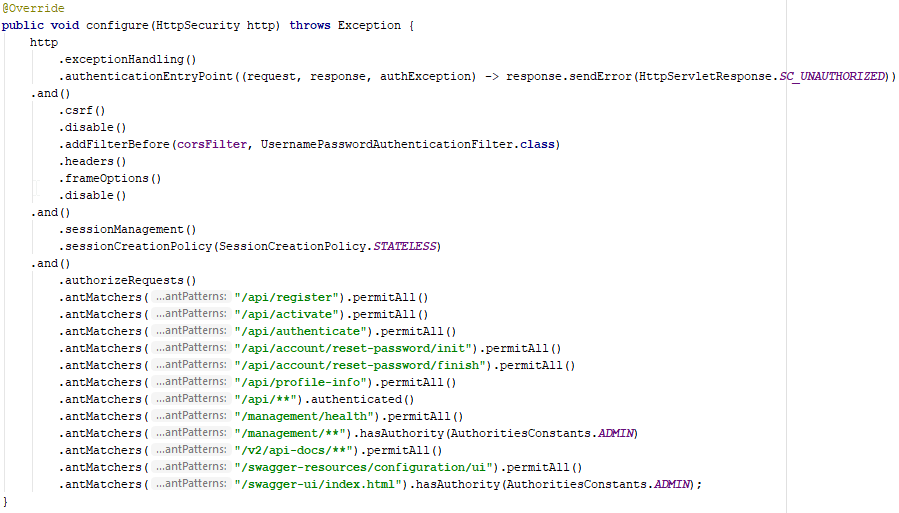 @Override
public void configure(HttpSecurity http) throws Exception {
    http
        .exceptionHandling()
        .authenticationEntryPoint((request, response, authException) -> response.sendError(HttpServletResponse.SC_UNAUTHORIZED))
    .and()
        .csrf()
        .disable()
        .addFilterBefore(corsFilter, UsernamePasswordAuthenticationFilter.class)
        .headers()
        .frameOptions()
        .disable()
    .and()
        .sessionManagement()
        .sessionCreationPolicy(SessionCreationPolicy.STATELESS)
    .and()
        .authorizeRequests()
        .antMatchers( ...antPatterns: "/api/register").permitAll()
        .antMatchers( ...antPatterns: "/api/activate").permitAll()
        .antMatchers( ...antPatterns: "/api/authenticate").permitAll()
        .antMatchers( ...antPatterns: "/api/account/reset-password/init").permitAll()
        .antMatchers( ...antPatterns: "/api/account/reset-password/finish").permitAll()
        .antMatchers( ...antPatterns: "/api/profile-info").permitAll()
        .antMatchers( ...antPatterns: "/api/**").authenticated()
        .antMatchers( ...antPatterns: "/management/health").permitAll()
        .antMatchers( ...antPatterns: "/management/**").hasAuthority(AuthoritiesConstants.ADMIN)
        .antMatchers( ...antPatterns: "/v2/api-docs/**").permitAll()
        .antMatchers( ...antPatterns: "/swagger-resources/configuration/ui").permitAll()
        .antMatchers( ...antPatterns: "/swagger-ui/index.html").hasAuthority(AuthoritiesConstants.ADMIN);
}